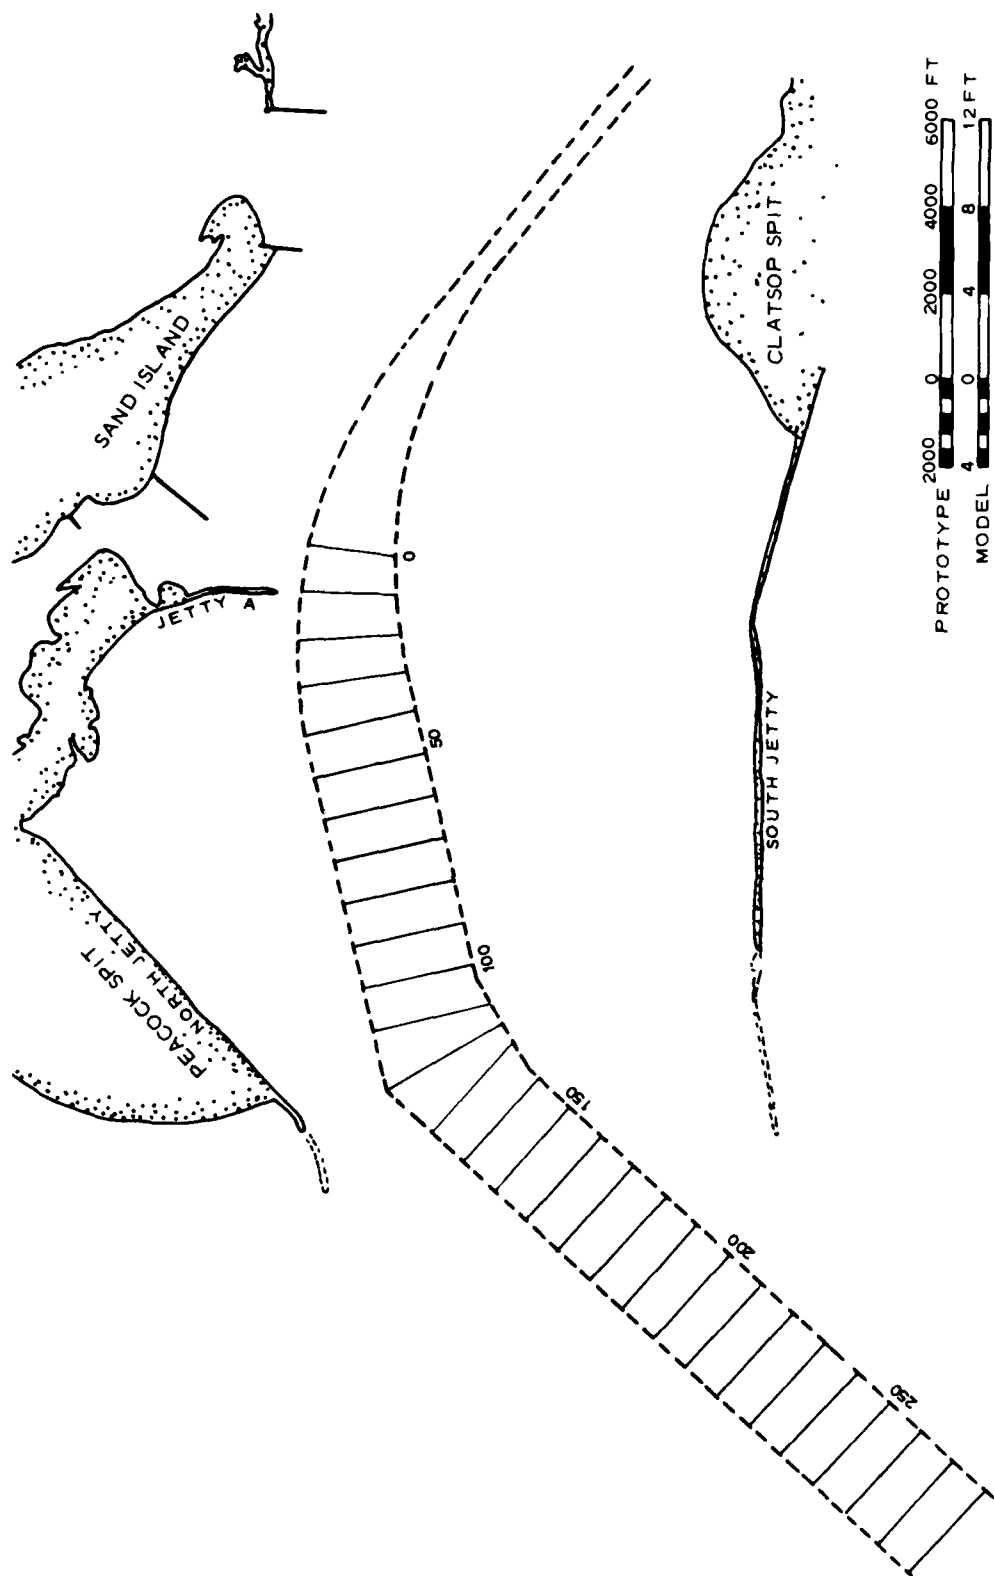 SAND ISLAND
JETTY A
PEACOCK SPIT
NORTH JETTY
CLATSOP SPIT
SOUTH JETTY
0
50
100
150
200
250
PROTOTYPE 2000 0 2000 4000 6000 FT
MODEL 4 0 4 8 12 FT